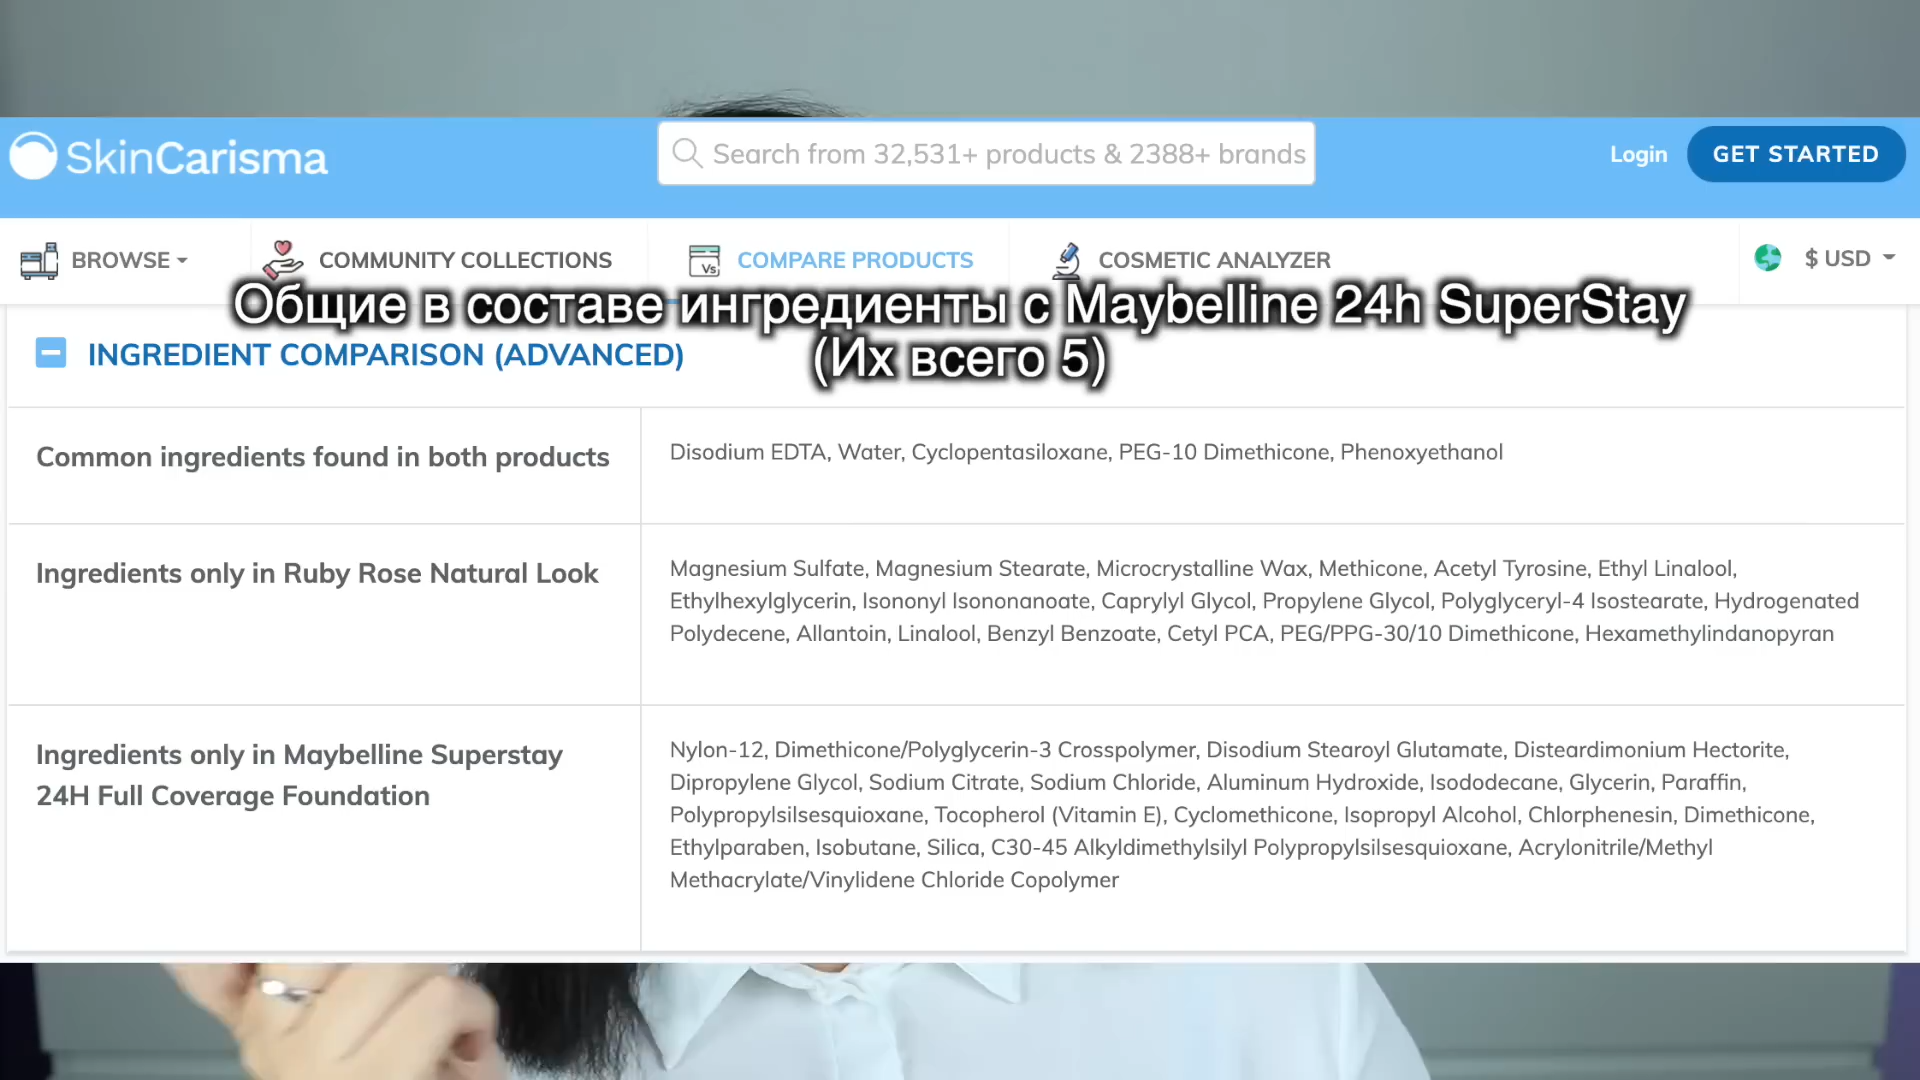 SkinCarisma
Search from 32,531+ products & 2388+ brands
Login
GET STARTED
BROWSE
COMMUNITY COLLECTIONS
Vs
COMPARE PRODUCTS
COSMETIC ANALYZER
$ USD
Общие в составе ингредиенты с Maybelline 24h SuperStay
(Их всего 5)
INGREDIENT COMPARISON (ADVANCED)
Common ingredients found in both products
Disodium EDTA, Water, Cyclopentasiloxane, PEG-10 Dimethicone, Phenoxyethanol
Ingredients only in Ruby Rose Natural Look
Magnesium Sulfate, Magnesium Stearate, Microcrystalline Wax, Methicone, Acetyl Tyrosine, Ethyl Linalool,
Ethylhexylglycerin, Isononyl Isononanoate, Caprylyl Glycol, Propylene Glycol, Polyglyceryl-4 Isostearate, Hydrogenated
Polydecene, Allantoin, Linalool, Benzyl Benzoate, Cetyl PCA, PEG/PPG-30/10 Dimethicone, Hexamethylindanopyran
Ingredients only in Maybelline Superstay
24H Full Coverage Foundation
Nylon-12, Dimethicone/Polyglycerin-3 Crosspolymer, Disodium Stearoyl Glutamate, Disteardimonium Hectorite,
Dipropylene Glycol, Sodium Citrate, Sodium Chloride, Aluminum Hydroxide, Isododecane, Glycerin, Paraffin,
Polypropylsilsesquioxane, Tocopherol (Vitamin E), Cyclomethicone, Isopropyl Alcohol, Chlorphenesin, Dimethicone,
Ethylparaben, Isobutane, Silica, C30-45 Alkyldimethylsilyl Polypropylsilsesquioxane, Acrylonitrile/Methyl
Methacrylate/Vinylidene Chloride Copolymer